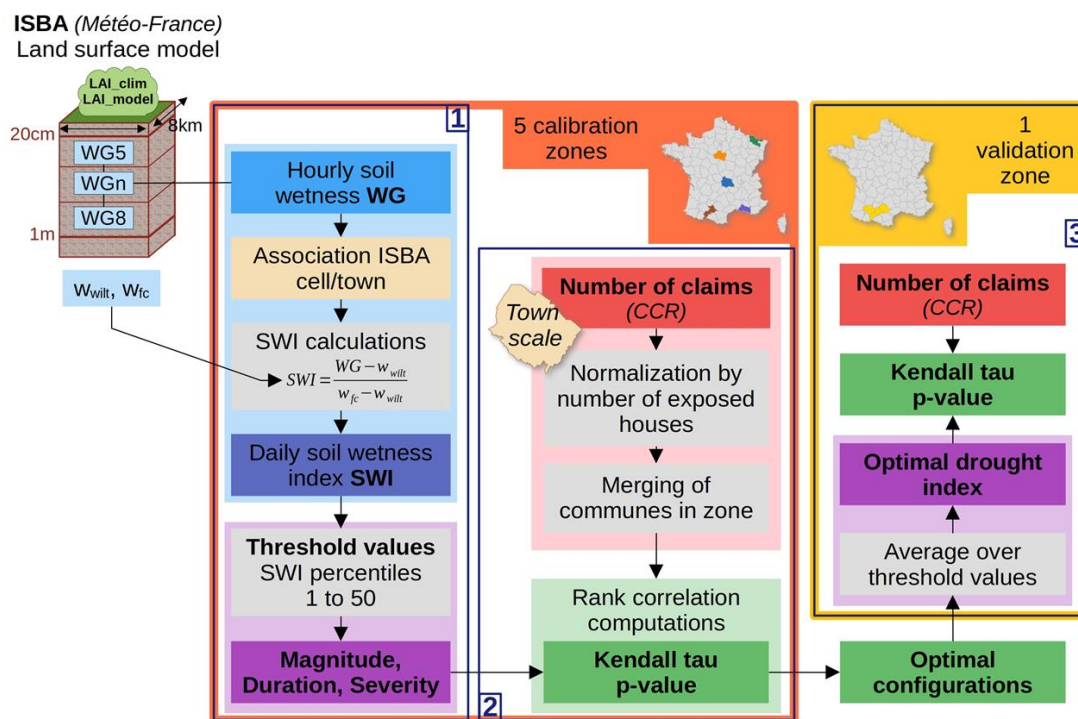 ISBA (Météo-France)
Land surface model
LAI_clim
LAI_model
8km
20cm
WG5
WGn
WG8
1m
wwilt, wfc
1
Hourly soil
wetness WG
Association ISBA
cell/town
SWI calculations
SWI = WG − wwilt / wfc − wwilt
Daily soil wetness
index SWI
Threshold values
SWI percentiles
1 to 50
Magnitude,
Duration, Severity
5 calibration
zones
2
Town
scale
Number of claims
(CCR)
Normalization by
number of exposed
houses
Merging of
communes in zone
Rank correlation
computations
Kendall tau
p-value
1
validation
zone
3
Number of claims
(CCR)
Kendall tau
p-value
Optimal drought
index
Average over
threshold values
Optimal
configurations